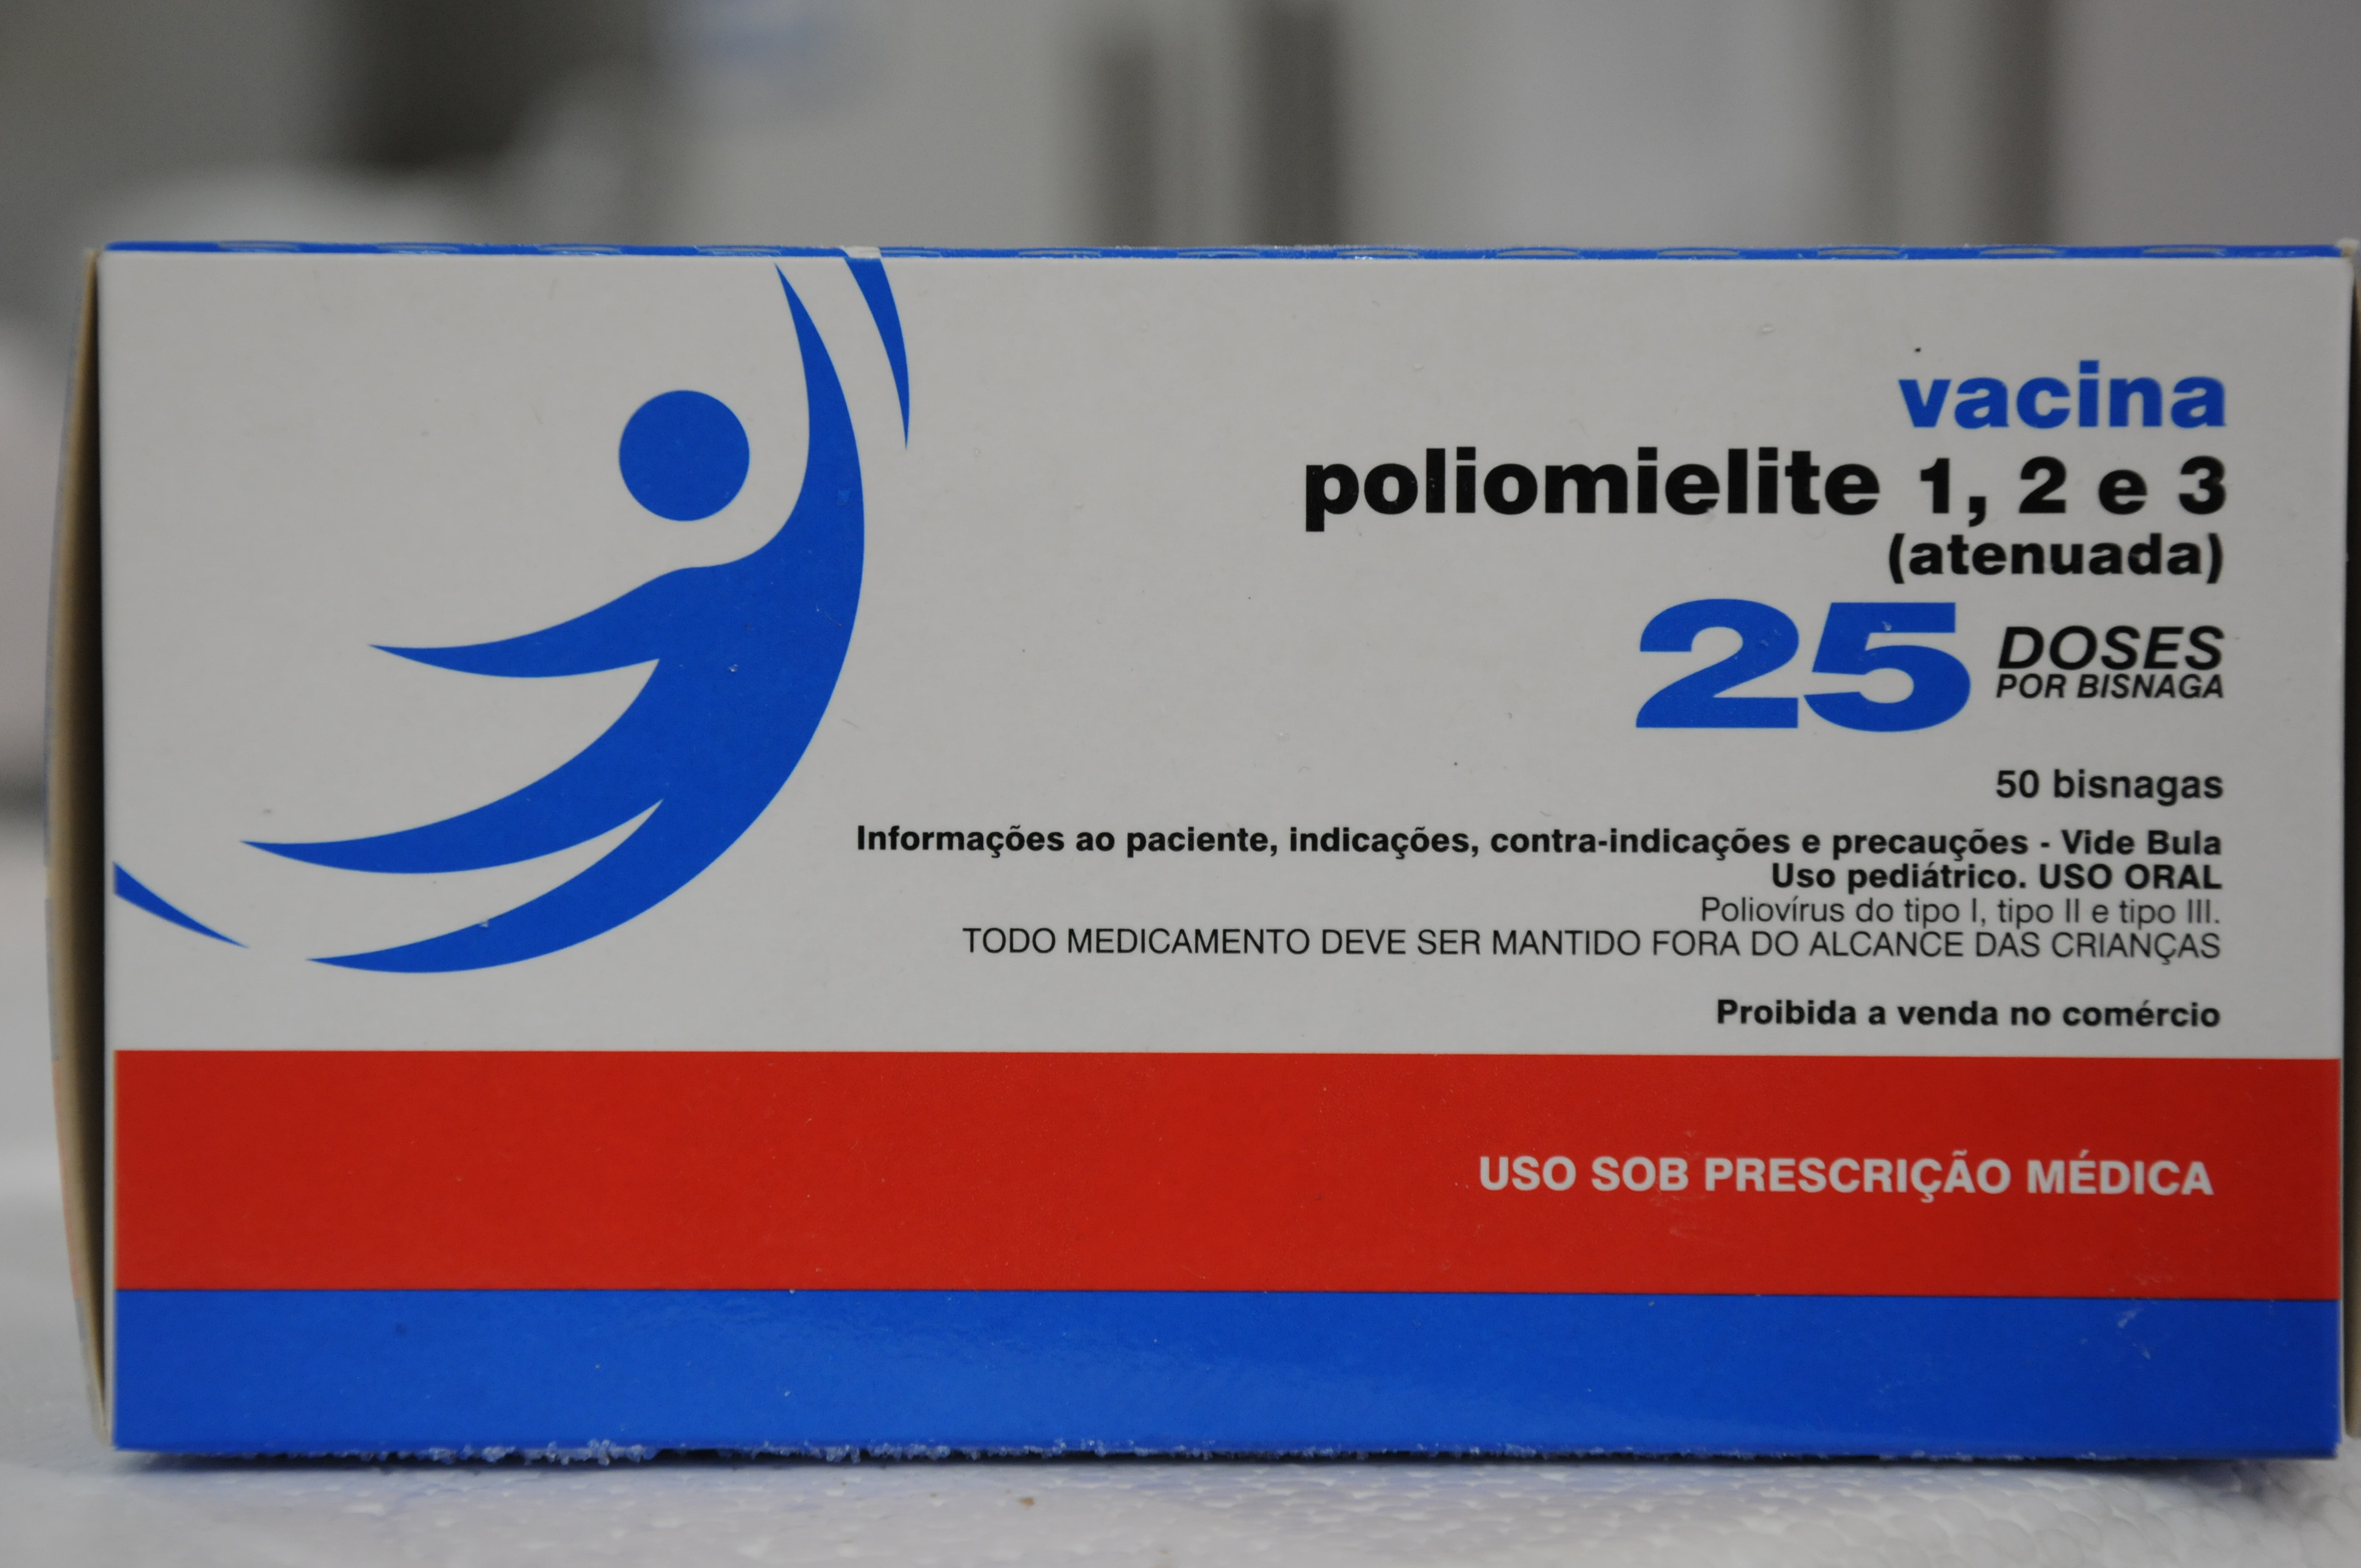 vacina
poliomielite 1, 2 e 3
(atenuada)
25 DOSES
POR BISNAGA
50 bisnagas
Informações ao paciente, indicações, contra-indicações e precauções - Vide Bula
Uso pediátrico. USO ORAL
Poliovírus do tipo I, tipo II e tipo III.
TODO MEDICAMENTO DEVE SER MANTIDO FORA DO ALCANCE DAS CRIANÇAS
Proibida a venda no comércio
USO SOB PRESCRIÇÃO MÉDICA